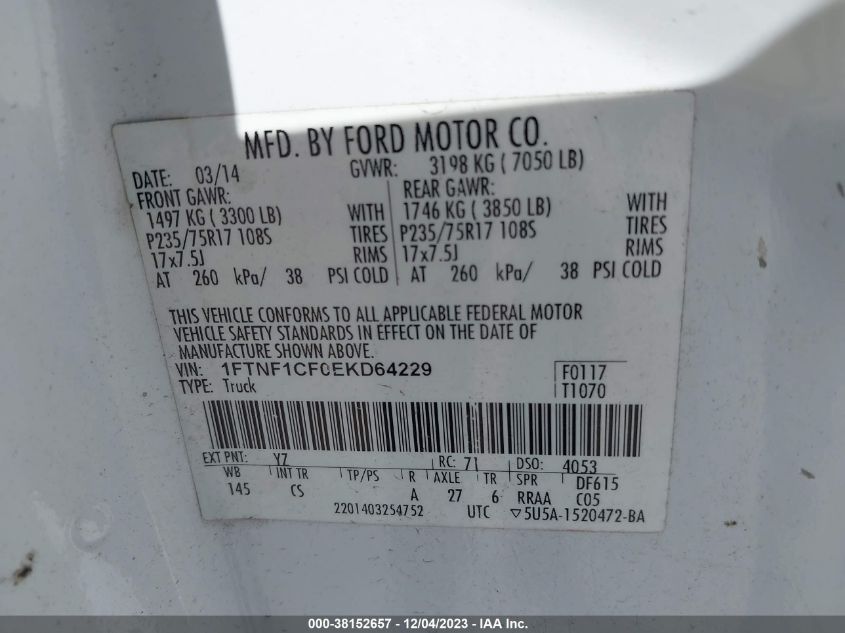 MFD. BY FORD MOTOR CO.
DATE: 03/14 GVWR: 3198 KG ( 7050 LB)
FRONT GAWR: REAR GAWR:
1497 KG ( 3300 LB) WITH 1746 KG ( 3850 LB) WITH
P235/75R17 108S TIRES P235/75R17 108S TIRES
17x7.5J RIMS 17x7.5J RIMS
AT 260 kPa/ 38 PSI COLD AT 260 kPa/ 38 PSI COLD
THIS VEHICLE CONFORMS TO ALL APPLICABLE FEDERAL MOTOR
VEHICLE SAFETY STANDARDS IN EFFECT ON THE DATE OF
MANUFACTURE SHOWN ABOVE.
VIN: 1FTNF1CF0EKD64229 F0117
TYPE: Truck T1070
EXT PNT: YZ RC: 71 DSO: 4053
WB INT TR TP/PS R AXLE TR SPR DF615
145 CS A 27 6 RRAA C05
2201403254752 UTC ▽5U5A-1520472-BA
000-38152657 - 12/04/2023 - IAA Inc.